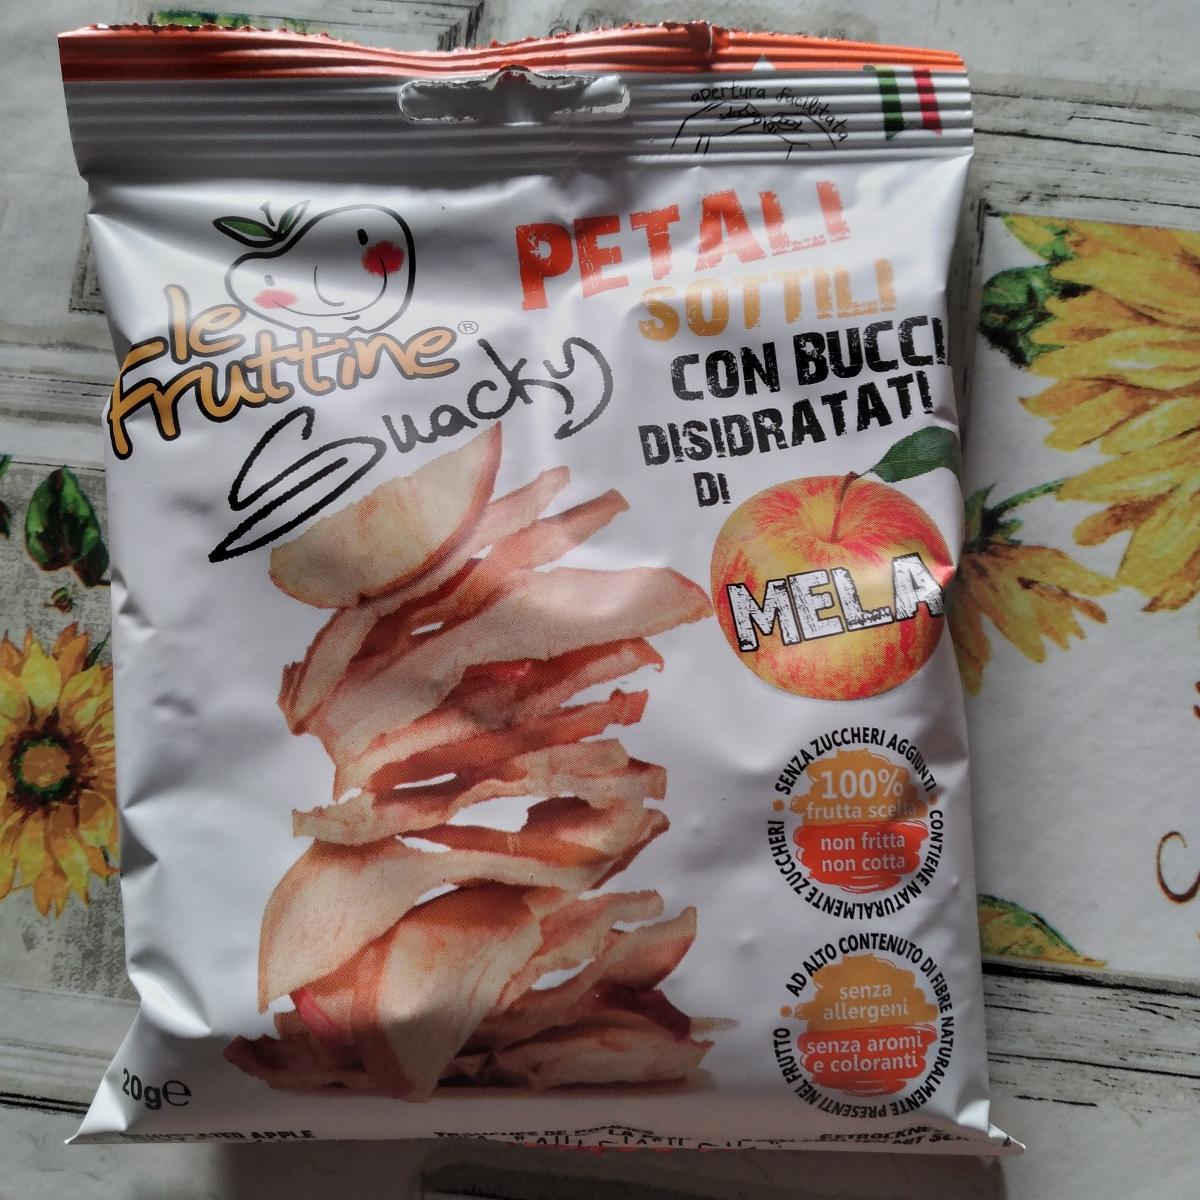 apertura facilitata
le
Fruttine®
Snacky
PETALI
SOTTILI
CON BUCCI
DISIDRATATI
DI
MELA
SENZA ZUCCHERI AGGIUNTI • CONTIENE NATURALMENTE ZUCCHERI •
100%
frutta scelta
non fritta
non cotta
AD ALTO CONTENUTO DI FIBRE NATURALMENTE PRESENTI NEL FRUTTO •
senza
allergeni
senza aromi
e coloranti
20g℮
APPLE